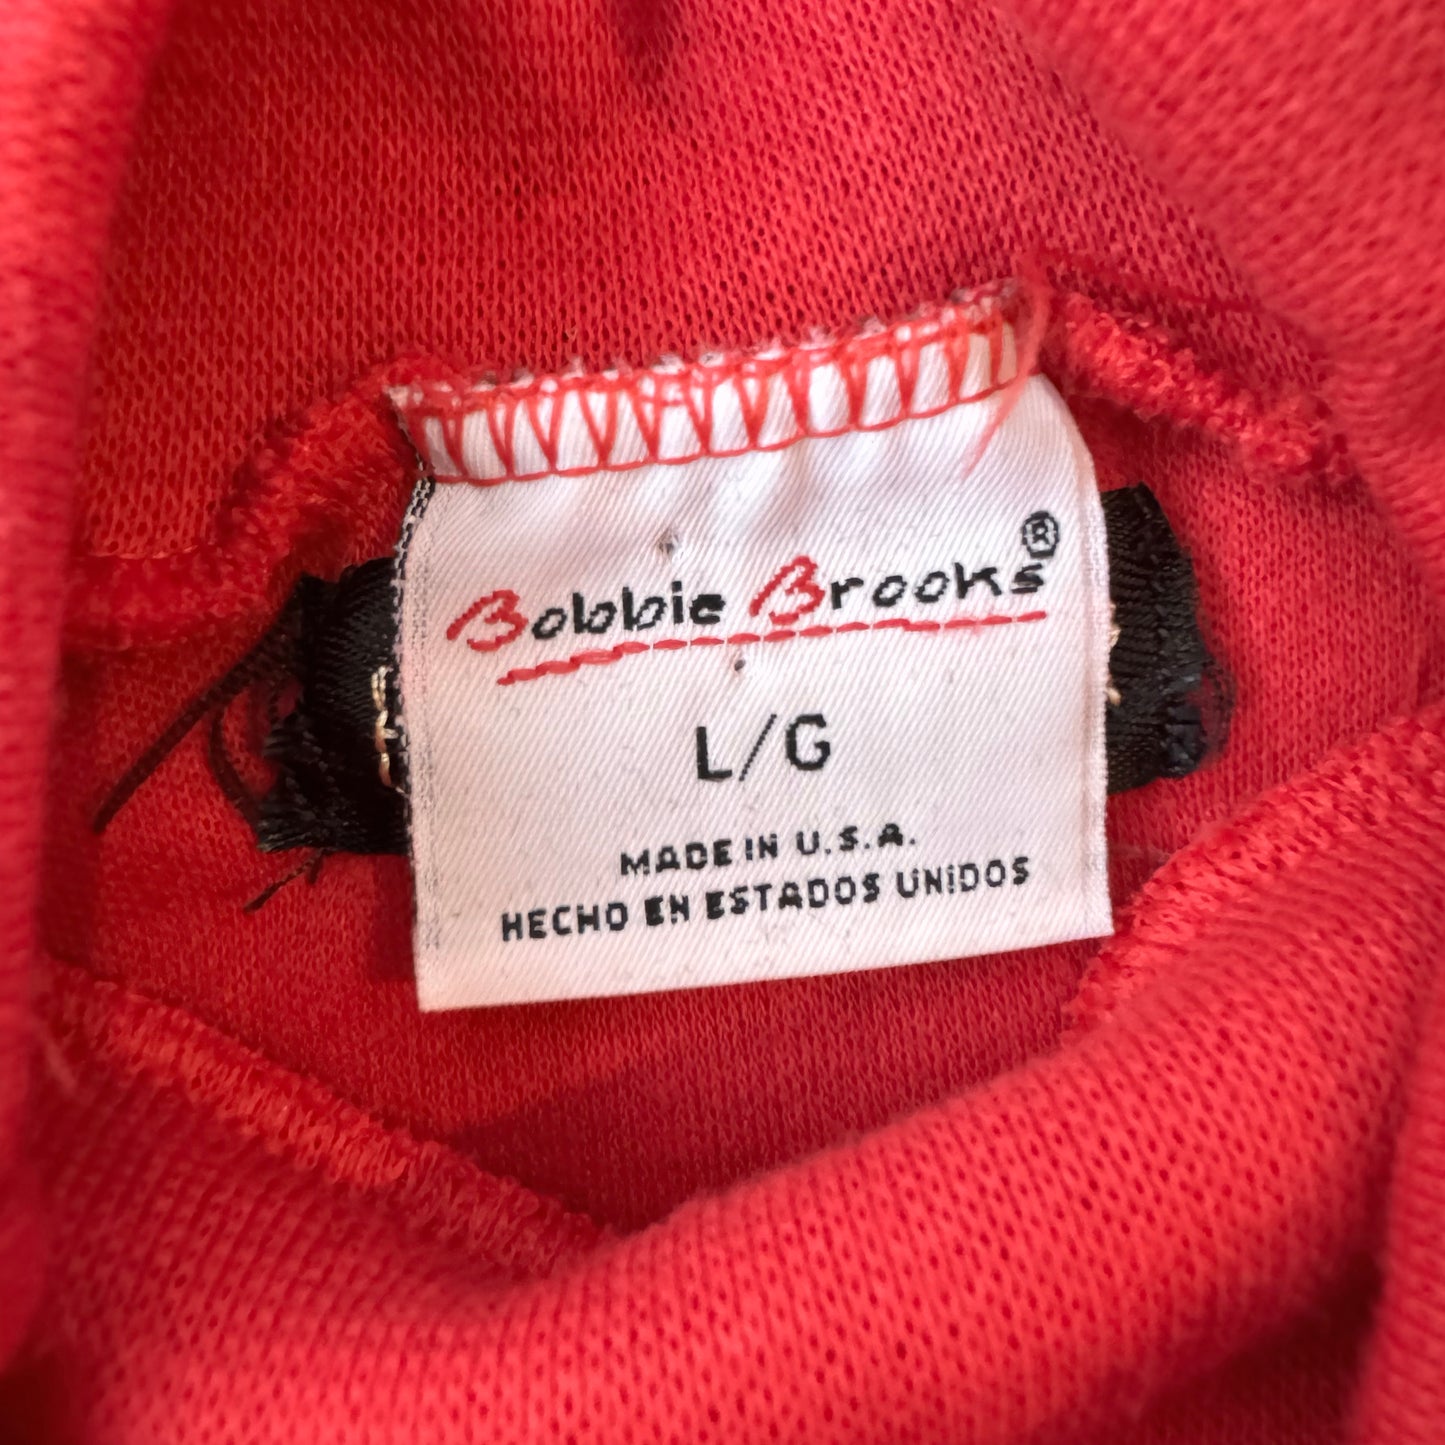 Bobbie Brooks®
L/G
MADE IN U.S.A.
HECHO EN ESTADOS UNIDOS